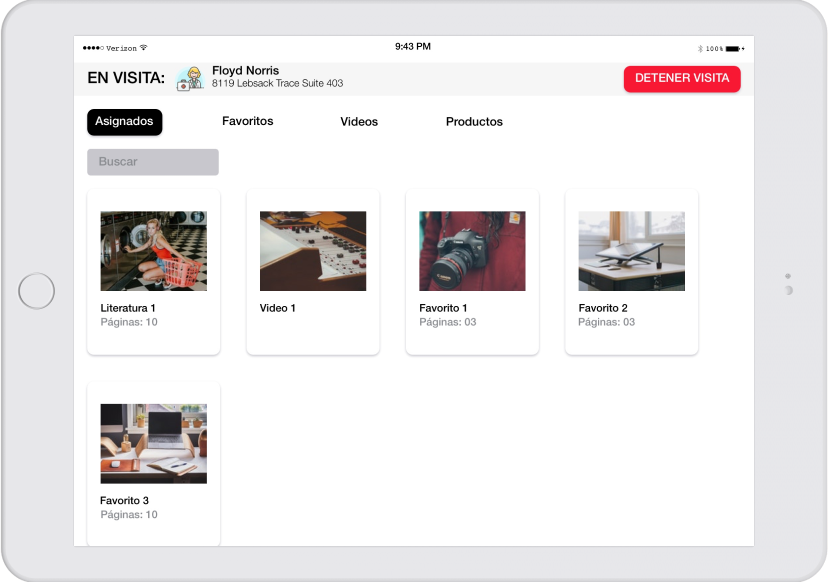 Verizon
9:43 PM
100%
EN VISITA:
Floyd Norris
8119 Lebsack Trace Suite 403
DETENER VISITA
Asignados
Favoritos
Videos
Productos
Buscar
Literatura 1
Páginas: 10
Video 1
Favorito 1
Páginas: 03
Favorito 2
Páginas: 03
Favorito 3
Páginas: 10
Canon